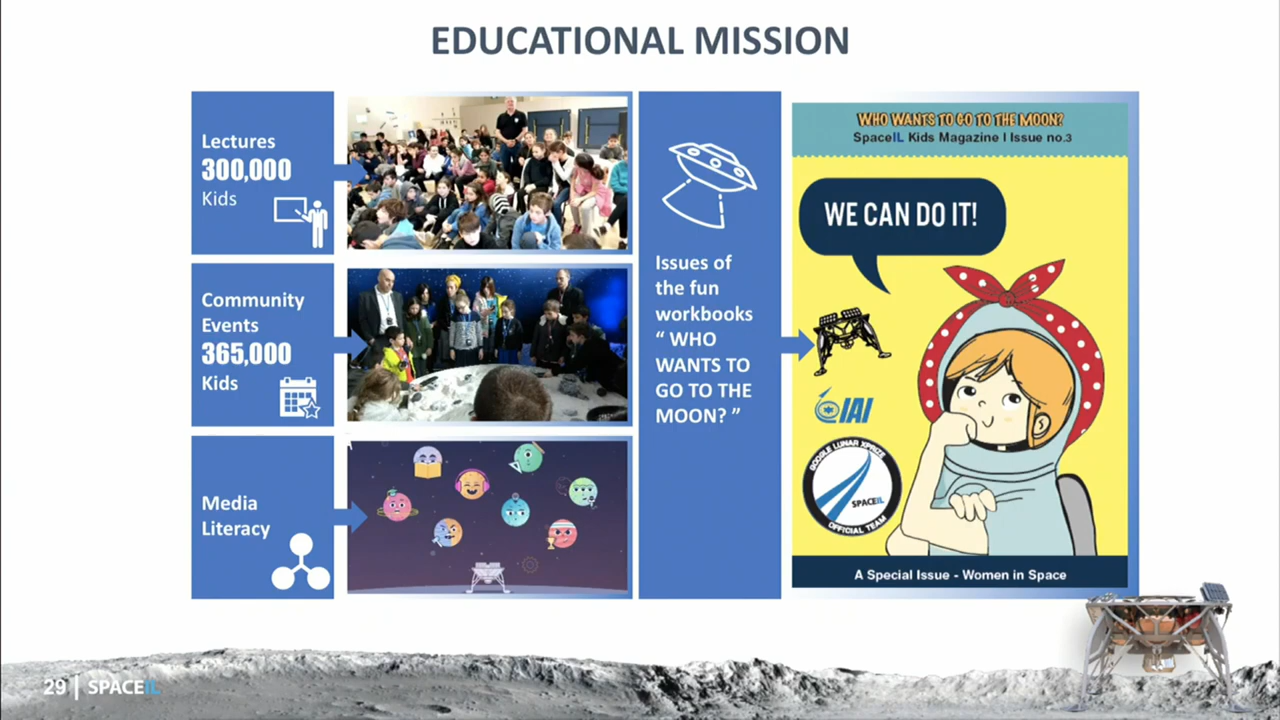 EDUCATIONAL MISSION
Lectures
300,000
Kids
Community
Events
365,000
Kids
Media
Literacy
Issues of
the fun
workbooks
“ WHO
WANTS TO
GO TO THE
MOON? ”
WHO WANTS TO GO TO THE MOON?
SpaceIL Kids Magazine I Issue no.3
WE CAN DO IT!
IAI
GOOGLE LUNAR XPRIZE
SPACEIL
OFFICIAL TEAM
A Special Issue - Women in Space
29 | SPACEIL